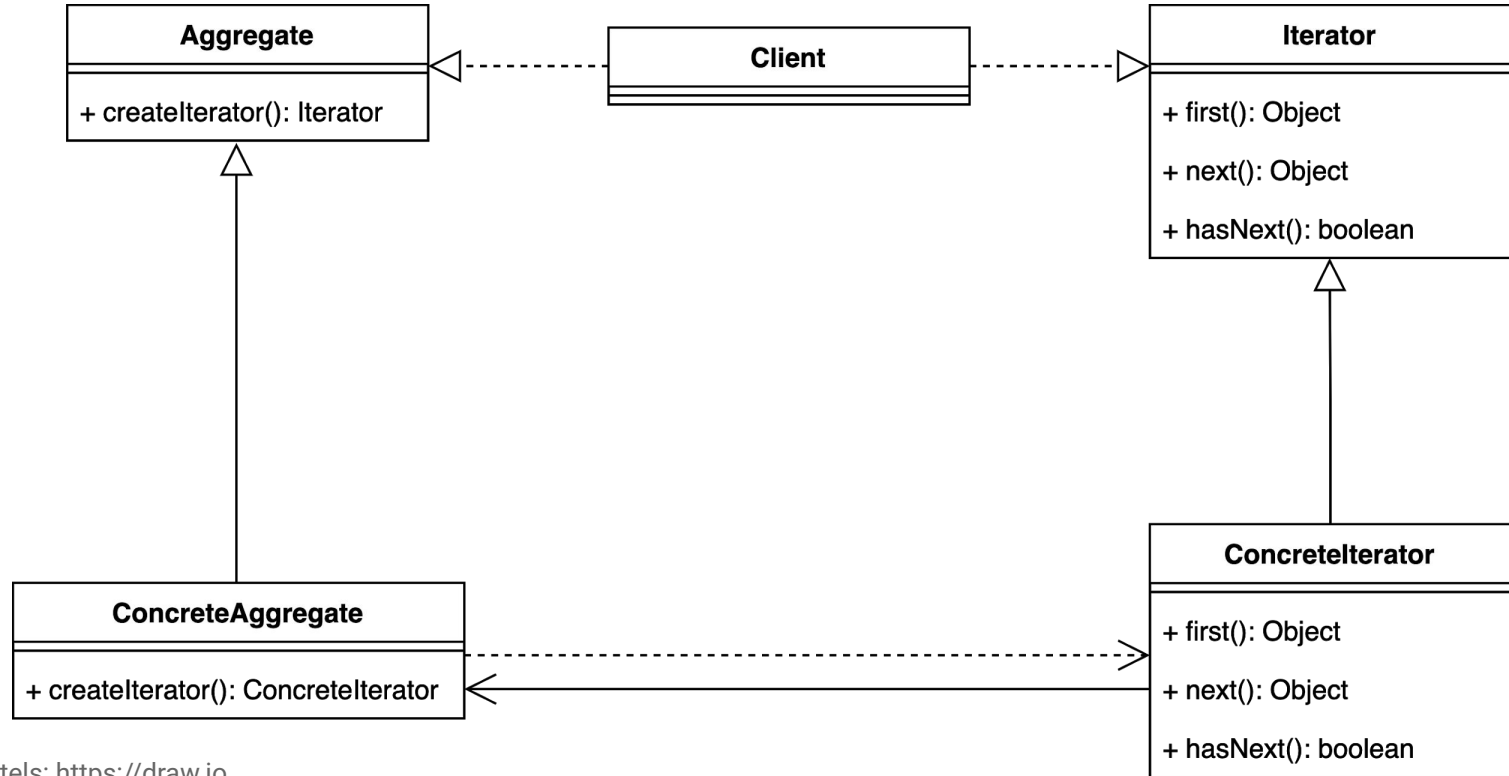 Aggregate
+ createIterator(): Iterator
Client
Iterator
+ first(): Object
+ next(): Object
+ hasNext(): boolean
ConcreteAggregate
+ createIterator(): ConcreteIterator
ConcreteIterator
+ first(): Object
+ next(): Object
+ hasNext(): boolean
https://draw.io